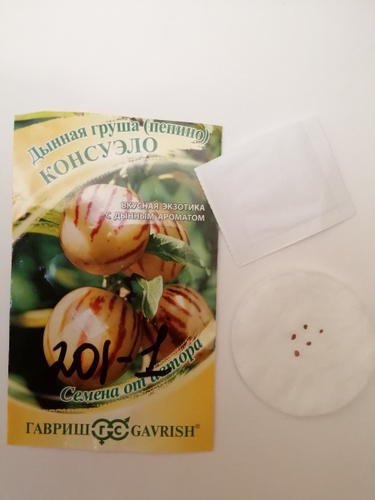 Дынная груша (пепино)
КОНСУЭЛО
ВКУСНАЯ ЭКЗОТИКА
С ДЫННЫМ АРОМАТОМ
201-1
Семена от автора
ГАВРИШ GAVRISH®